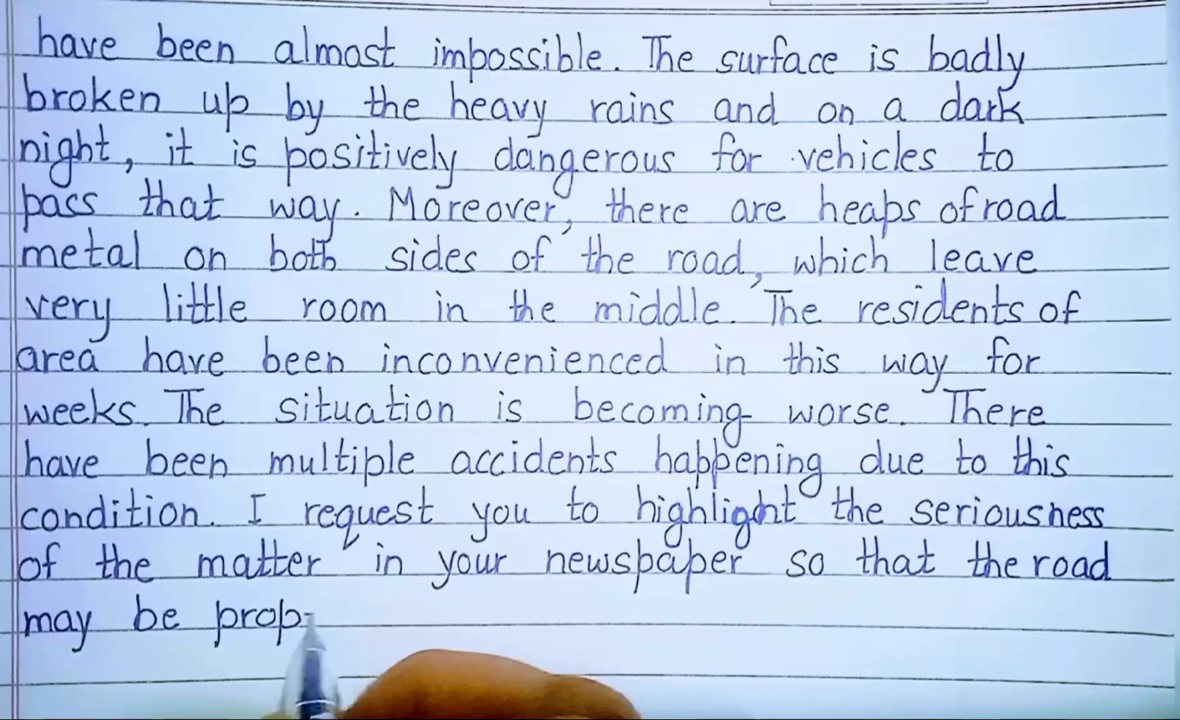 have been almost impossible. The surface is badly
broken up by the heavy rains and on a dark
night, it is positively dangerous for vehicles to
pass that way. Moreover, there are heaps of road
metal on both sides of the road, which leave
very little room in the middle. The residents of
area have been inconvenienced in this way for
weeks. The situation is becoming worse. There
have been multiple accidents happening due to this
condition. I request you to highlight the seriousness
of the matter in your newspaper so that the road
may be prop